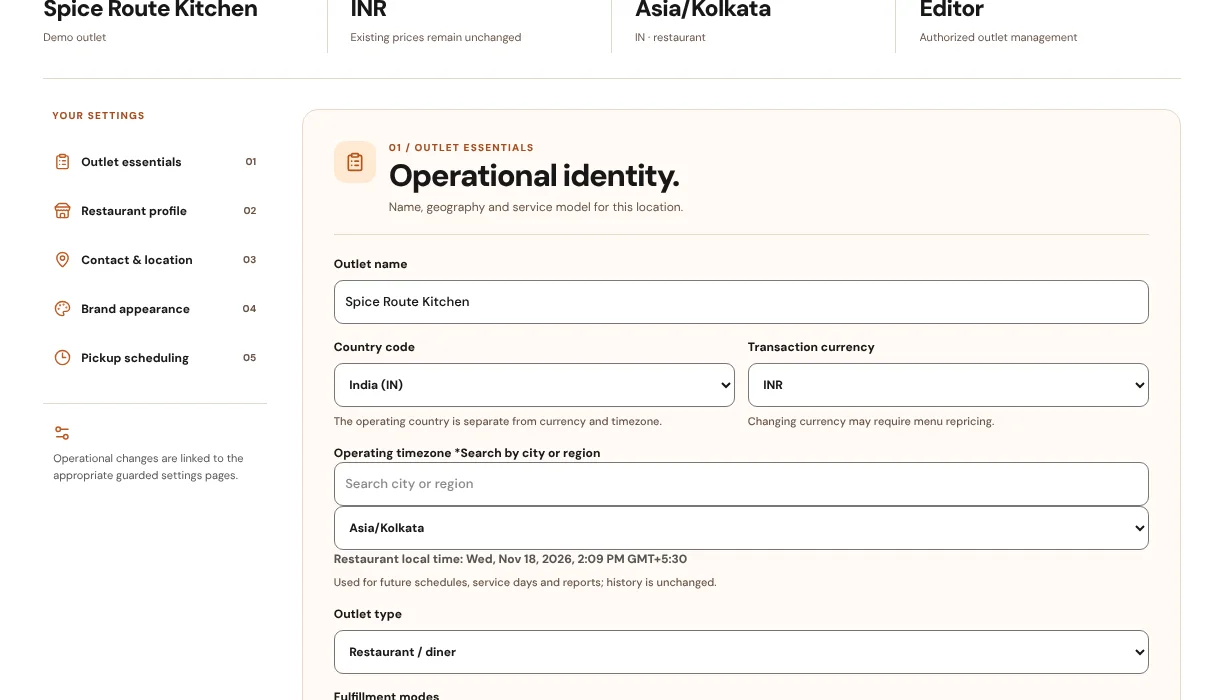 Spice Route Kitchen
Demo outlet
INR
Existing prices remain unchanged
Asia/Kolkata
IN · restaurant
Editor
Authorized outlet management
YOUR SETTINGS
Outlet essentials 01
Restaurant profile 02
Contact & location 03
Brand appearance 04
Pickup scheduling 05
Operational changes are linked to the
appropriate guarded settings pages.
01 / OUTLET ESSENTIALS
Operational identity.
Name, geography and service model for this location.
Outlet name
Spice Route Kitchen
Country code
India (IN)
The operating country is separate from currency and timezone.
Transaction currency
INR
Changing currency may require menu repricing.
Operating timezone *Search by city or region
Search city or region
Asia/Kolkata
Restaurant local time: Wed, Nov 18, 2026, 2:09 PM GMT+5:30
Used for future schedules, service days and reports; history is unchanged.
Outlet type
Restaurant / diner
Fulfillment modes